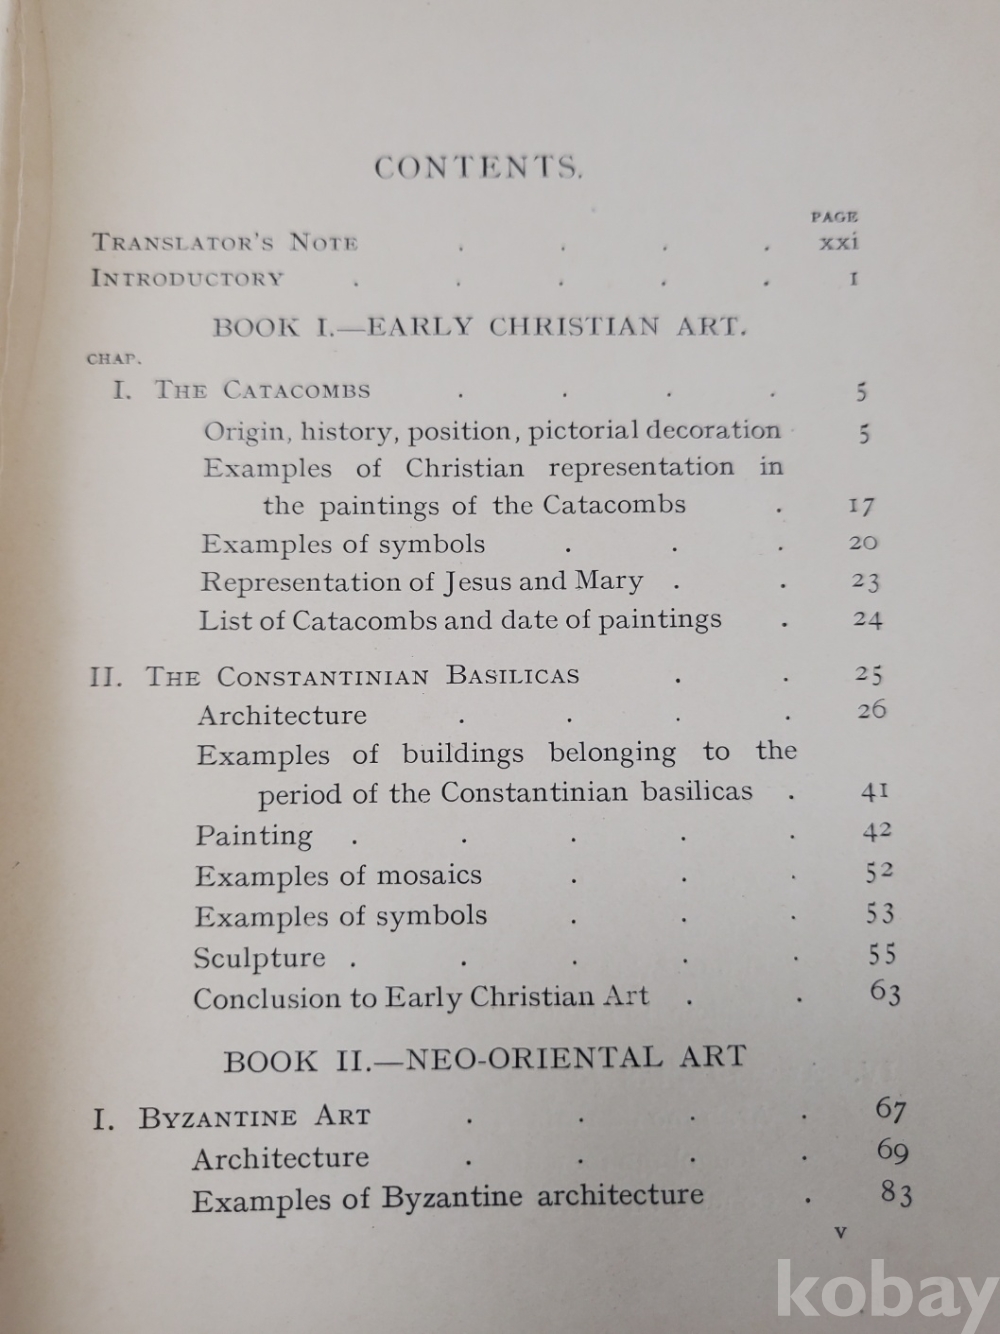 CONTENTS.
PAGE
TRANSLATOR'S NOTE . . . . xxi
INTRODUCTORY . . . . . 1
BOOK I.—EARLY CHRISTIAN ART.
CHAP.
I. THE CATACOMBS . . . . 5
Origin, history, position, pictorial decoration 5
Examples of Christian representation in
the paintings of the Catacombs . 17
Examples of symbols . . . 20
Representation of Jesus and Mary . . 23
List of Catacombs and date of paintings . 24
II. THE CONSTANTINIAN BASILICAS . . 25
Architecture . . . . 26
Examples of buildings belonging to the
period of the Constantinian basilicas . 41
Painting . . . . . 42
Examples of mosaics . . . 52
Examples of symbols . . . 53
Sculpture . . . . . 55
Conclusion to Early Christian Art . . 63
BOOK II.—NEO-ORIENTAL ART
I. BYZANTINE ART . . . . 67
Architecture . . . . 69
Examples of Byzantine architecture . 83
v
kobay